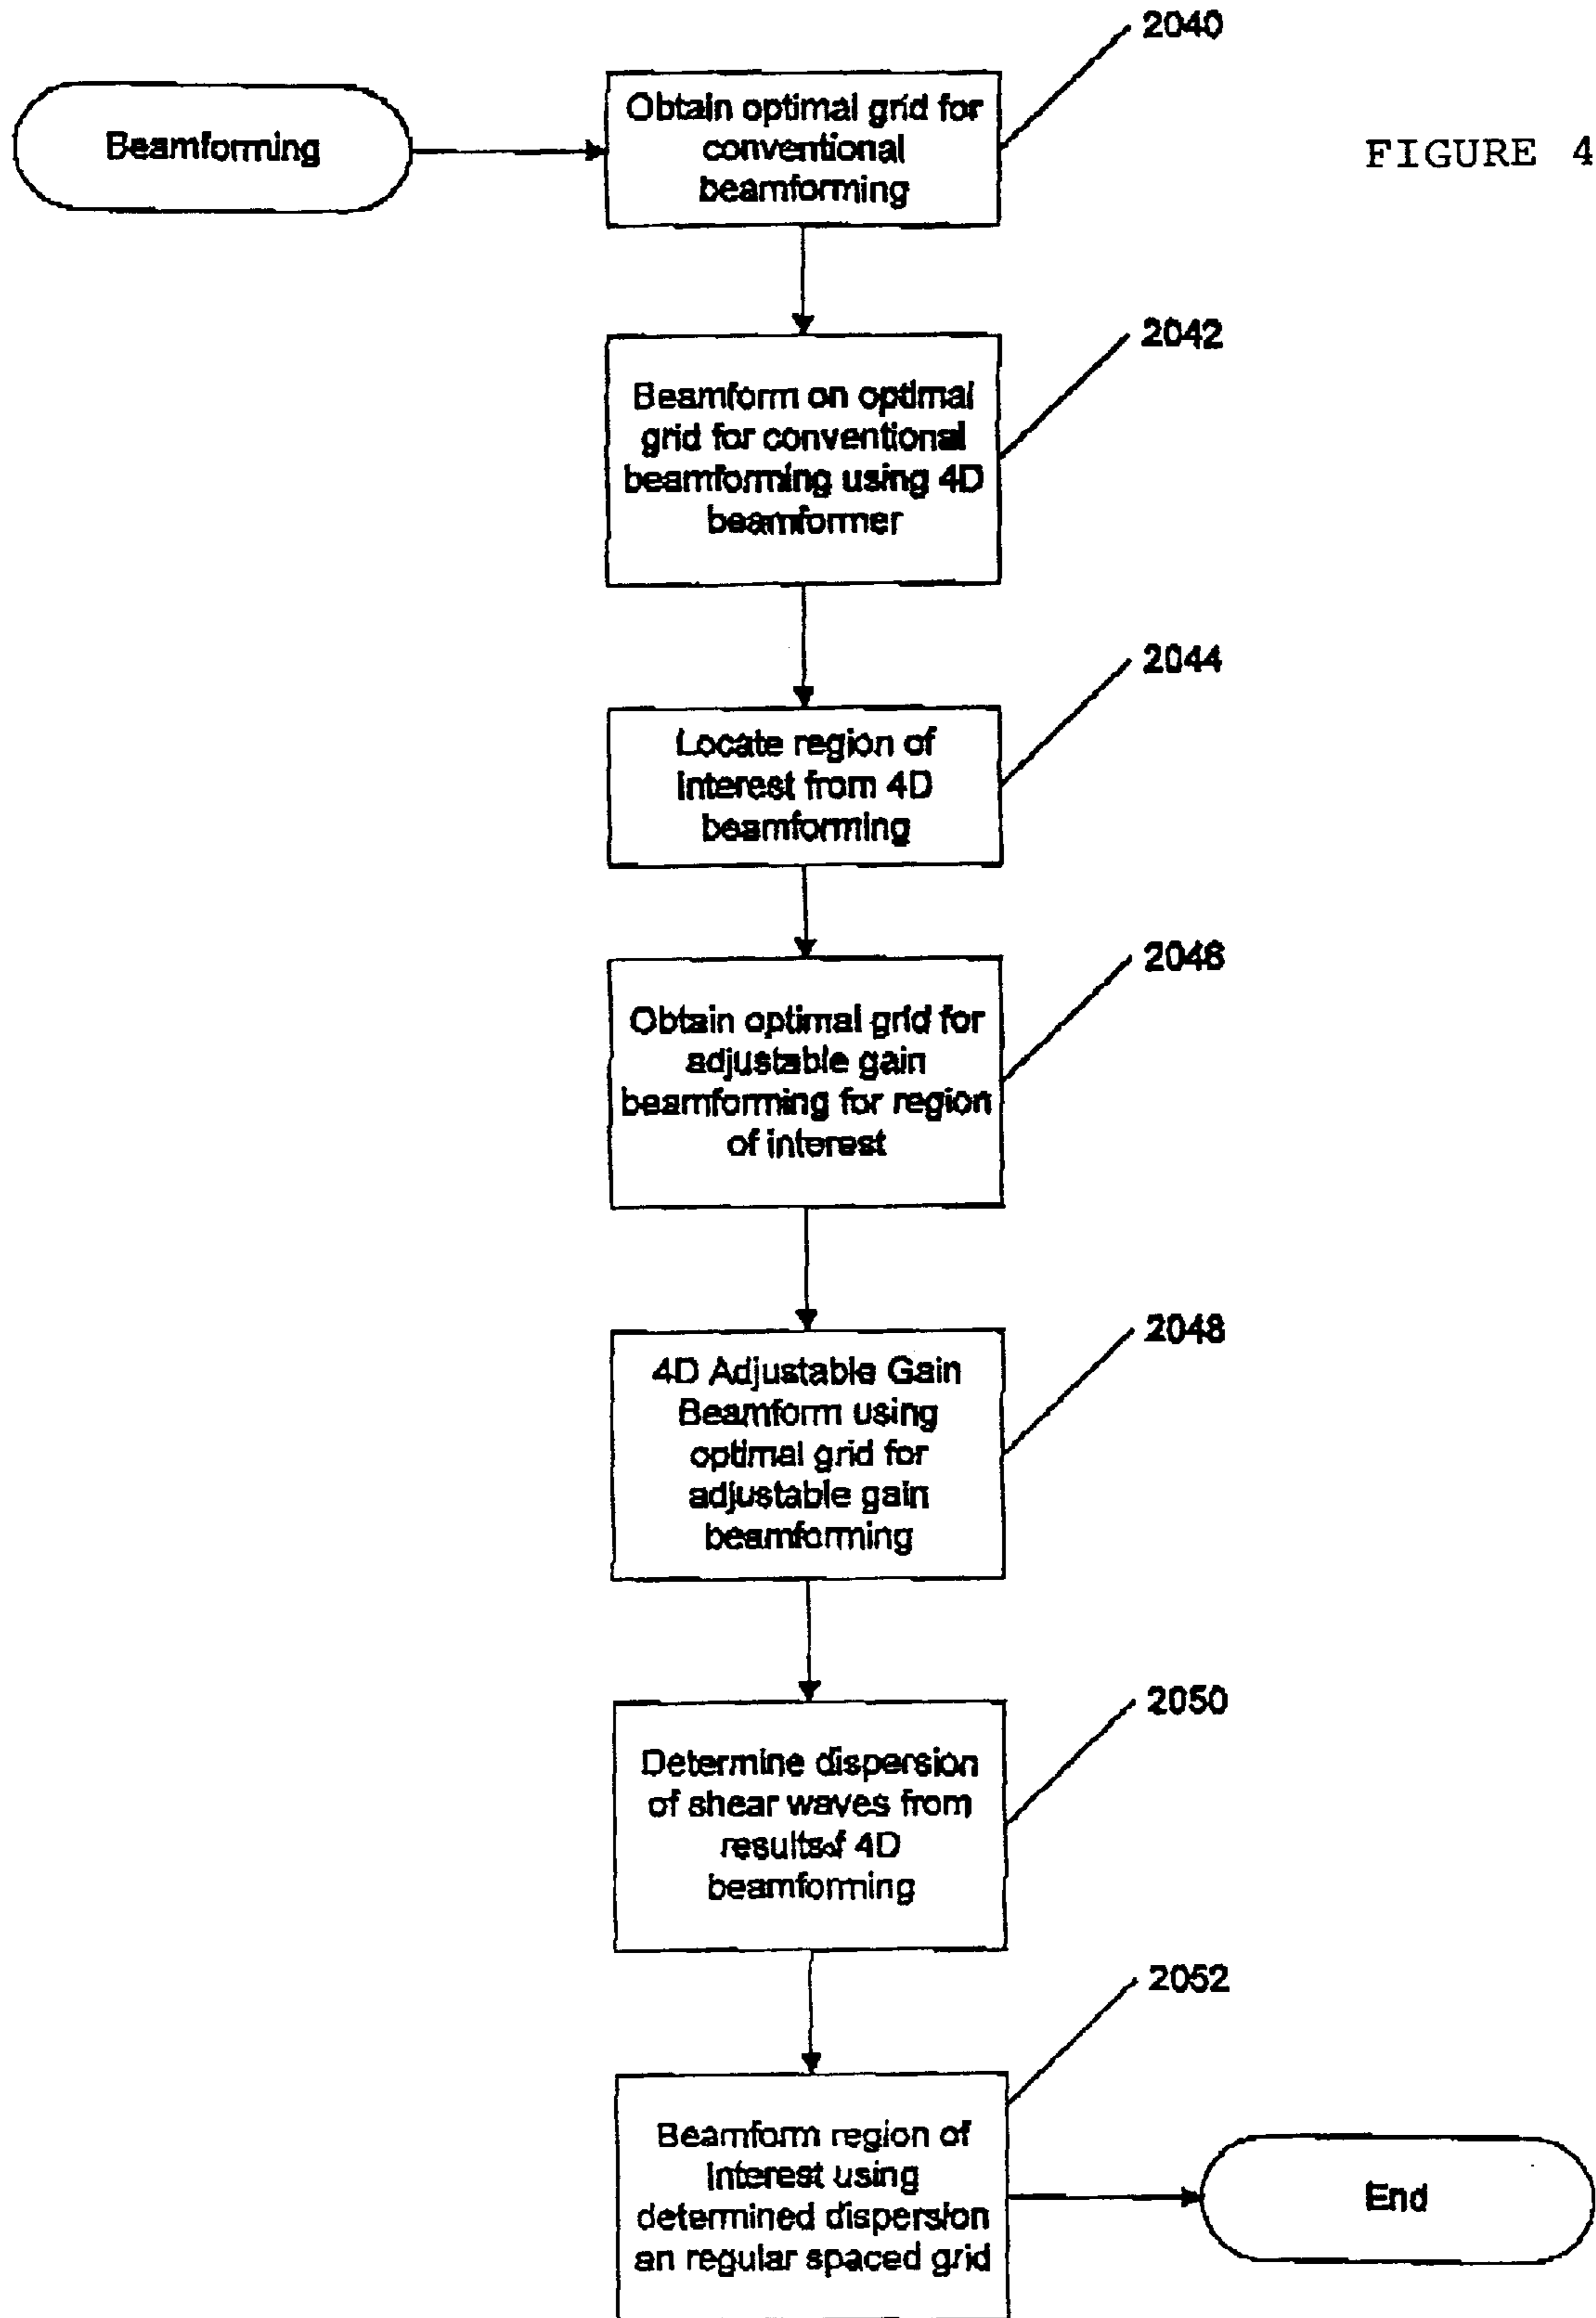 2040
Beamforming
Obtain optimal grid for
conventional
beamforming
FIGURE 4
2042
Beamform on optimal
grid for conventional
beamforming using 4D
beamformer
2044
Locate region of
interest from 4D
beamforming
2046
Obtain optimal grid for
adjustable gain
beamforming for region
of interest
2048
4D Adjustable Gain
Beamform using
optimal grid for
adjustable gain
beamforming
2050
Determine dispersion
of shear waves from
results of 4D
beamforming
2052
Beamform region of
interest using
determined dispersion
an regular spaced grid
End